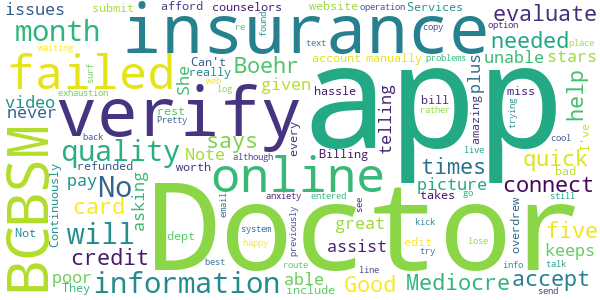 issues submit afford counselors website Services operation option place
month waiting insurance found text copy problems evaluate
Can't re account manually needed unable stars
failed She really Boehr hassle plus
exhaustion surf web log app
video rest given telling bill amazing miss trying help
never Pretty verify every Billing rather cool I've
BCBSM quality says Note times quick bad
No back refunded although worth online live connect
pay anxiety picture takes go still
Continuously asking card will Doctor five
Not dept email system previously entered see assist great edit keeps overdrew
credit happy kick line try info
poor They information able include Good Mediocre accept
best route lose talk send